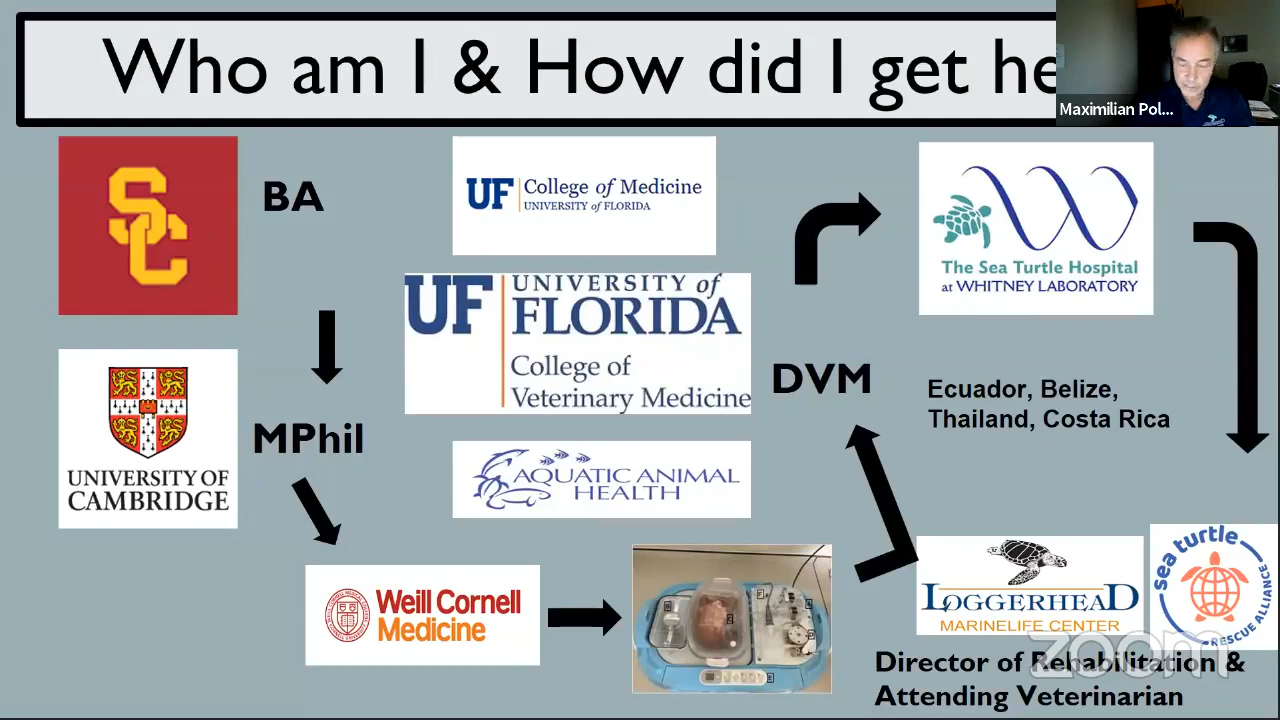 Who am I & How did I get he
Maximilian Pol...
SC
BA
UF College of Medicine
UNIVERSITY of FLORIDA
UF UNIVERSITY of
FLORIDA
College of
Veterinary Medicine
DVM
W
The Sea Turtle Hospital
at WHITNEY LABORATORY
Ecuador, Belize,
Thailand, Costa Rica
UNIVERSITY OF
CAMBRIDGE
MPhil
AQUATIC ANIMAL
HEALTH
Weill Cornell
Medicine
LOGGERHEAD
MARINELIFE CENTER
sea turtle
RESCUE ALLIANCE
zoom
Director of Rehabilitation &
Attending Veterinarian